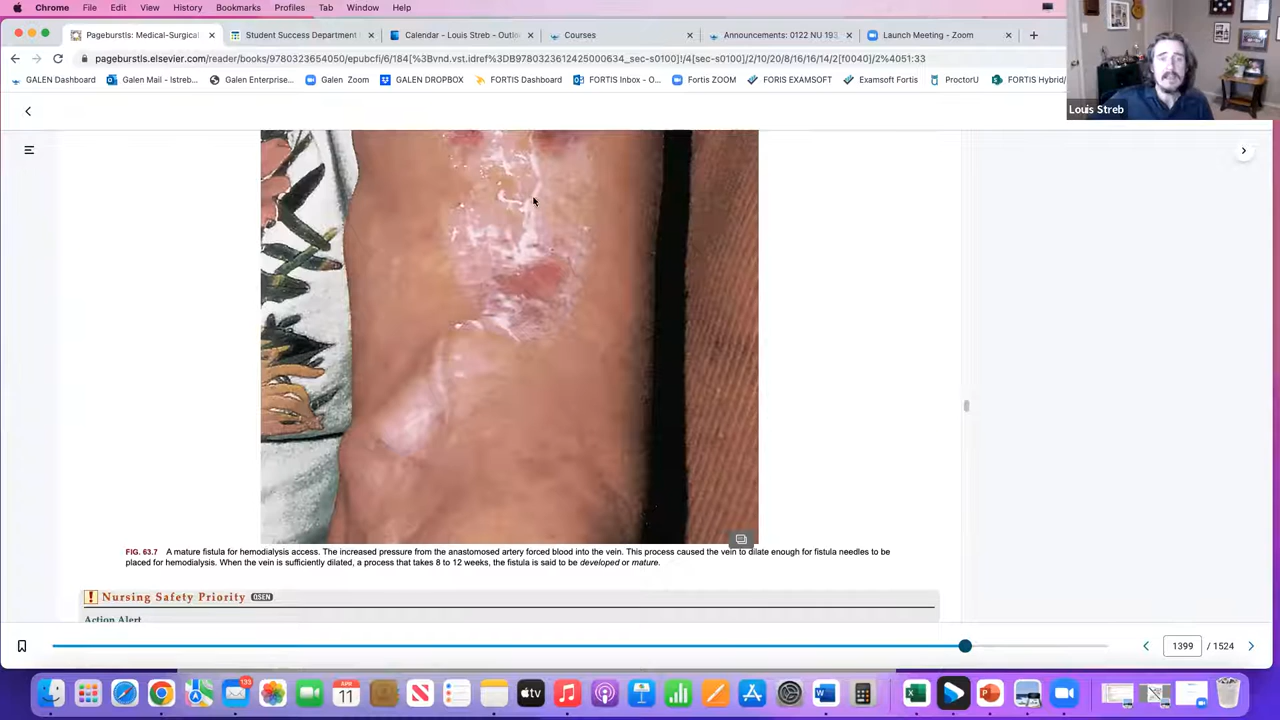 Chrome File Edit View History Bookmarks Profiles Tab Window Help
Pageburstls: Medical-Surgical Student Success Department Calendar - Louis Streb - Outlo Courses Announcements: 0122 NU 193, Launch Meeting - Zoom
pageburstls.elsevier.com/reader/books/9780323654050/epubcfi/6/184[%3Bvnd.vst.idref%3DB9780323612425000634_sec-s0100]!/4[sec-s0100]/2/10/20/8/16/16/14/2[f0040]/2%4051:33
GALEN Dashboard Galen Mail - lstreb... Galen Enterprise... Galen Zoom GALEN DROPBOX FORTIS Dashboard FORTIS Inbox - O... Fortis ZOOM FORIS EXAMSOFT Examsoft Fortis ProctorU FORTIS Hybrid/
Louis Streb
FIG. 63.7 A mature fistula for hemodialysis access. The increased pressure from the anastomosed artery forced blood into the vein. This process caused the vein to dilate enough for fistula needles to be
placed for hemodialysis. When the vein is sufficiently dilated, a process that takes 8 to 12 weeks, the fistula is said to be developed or mature.
! Nursing Safety Priority QSEN
Action Alert
1399 / 1524
133
APR
11